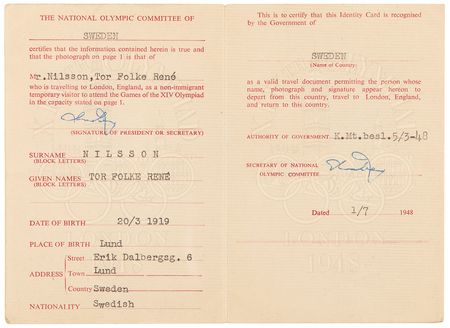 THE NATIONAL OLYMPIC COMMITTEE OF
SWEDEN
certifies that the information contained herein is true and
that the photograph on page 1 is that of
Mr.Nilsson,Tor Folke René
who is travelling to London, England, as a non-immigrant
temporary visitor to attend the Games of the XIV Olympiad
in the capacity stated on page 1.
(SIGNATURE OF PRESIDENT OR SECRETARY)
SURNAME NILSSON
(BLOCK LETTERS)
GIVEN NAMES TOR FOLKE RENÉ
(BLOCK LETTERS)
DATE OF BIRTH 20/3 1919
PLACE OF BIRTH Lund
Street Erik Dalbergsg. 6
ADDRESS Town Lund
Country Sweden
NATIONALITY Swedish
This is to certify that this Identity Card is recognised
by the Government of
SWEDEN
(Name of Country)
as a valid travel document permitting the person whose
name, photograph and signature appear hereon to
depart from this country, travel to London, England,
and return to this country.
AUTHORITY OF GOVERNMENT K.Mt.besl.5/3-48
SECRETARY OF NATIONAL
OLYMPIC COMMITTEE
Dated 1/7 1948
LONDON
1948